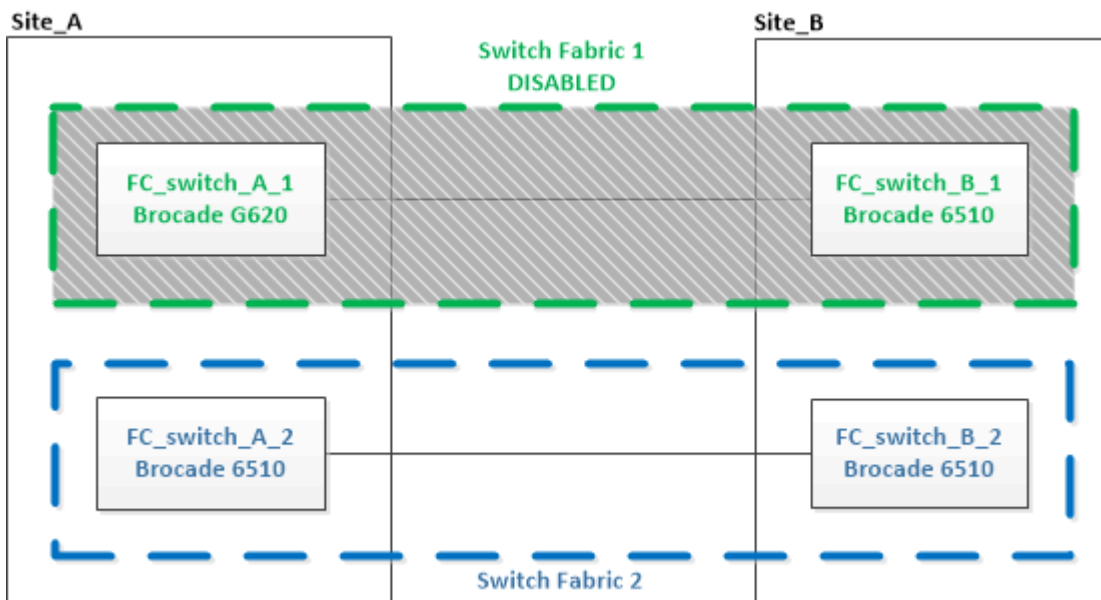 Site_A
Site_B
Switch Fabric 1
DISABLED
FC_switch_A_1
Brocade G620
FC_switch_B_1
Brocade 6510
FC_switch_A_2
Brocade 6510
FC_switch_B_2
Brocade 6510
Switch Fabric 2